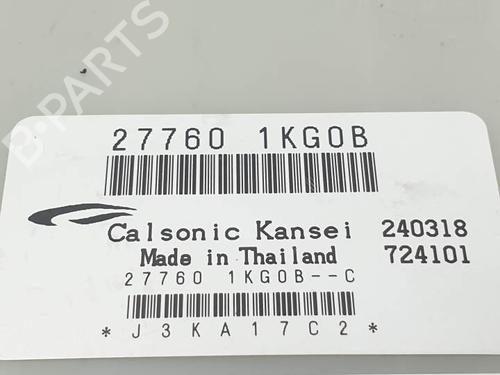 B-PARTS
27760 1KG0B
Calsonic Kansei 240318
Made in Thailand 724101
27760 1KG0B--C
*J3KA17C2*